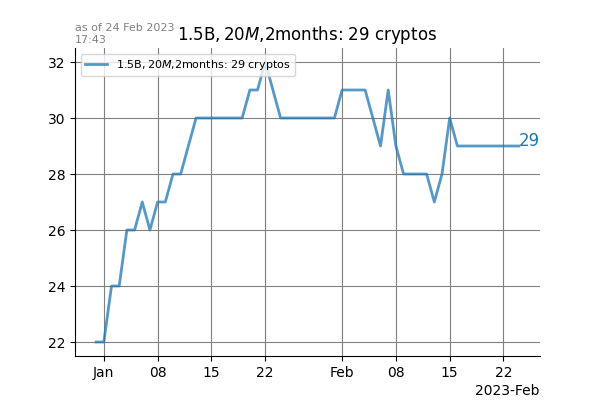 as of 24 Feb 2023
17:43
1.5B, 20M,2months: 29 cryptos
1.5B, 20M,2months: 29 cryptos
32
30
28
26
24
22
29
Jan 08 15 22 Feb 08 15 22
2023-Feb